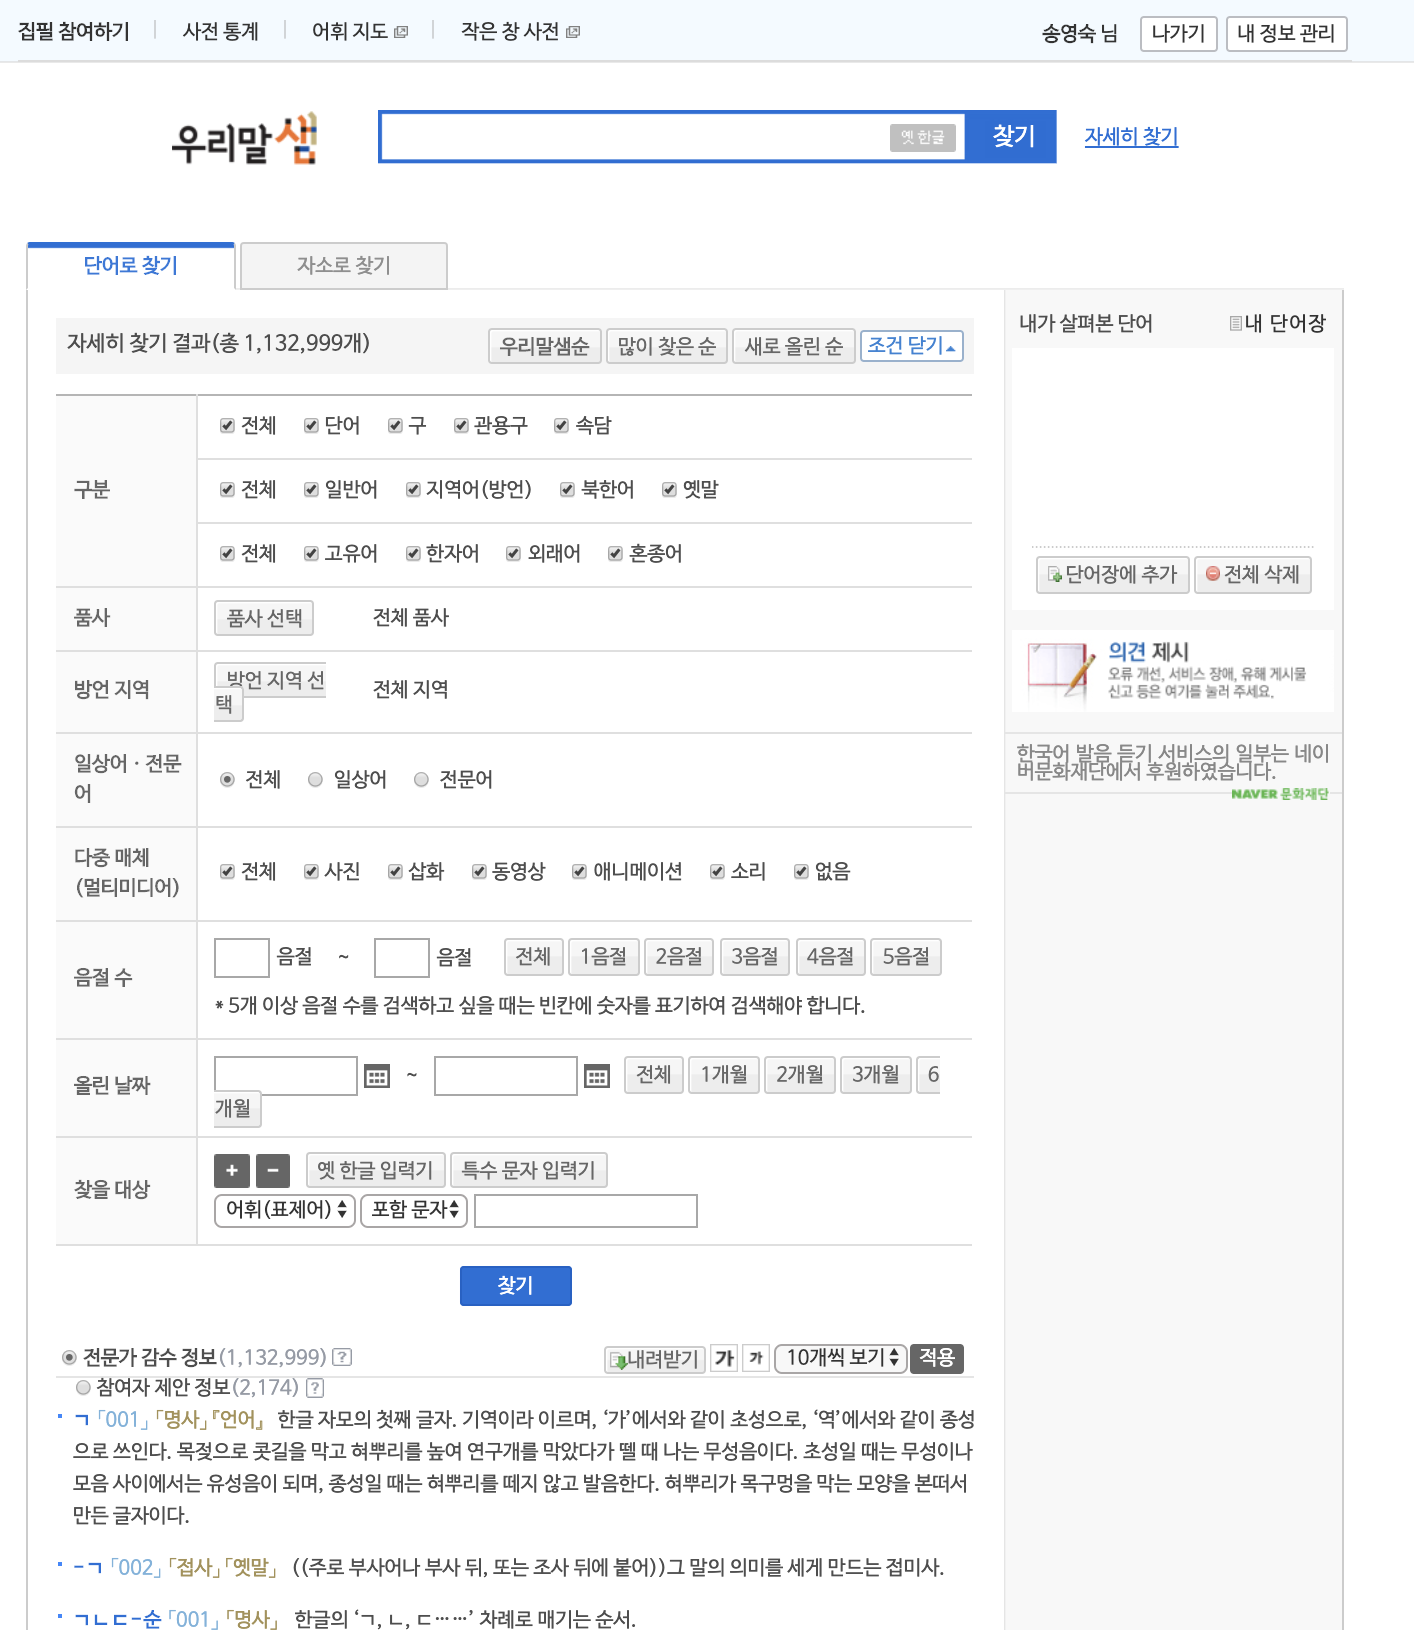 집필 참여하기 사전 통계 어휘 지도 작은 창 사전 송영숙 님 나가기 내 정보 관리
우리말샘 옛 한글 찾기 자세히 찾기
단어로 찾기 자소로 찾기
자세히 찾기 결과(총 1,132,999개) 우리말샘순 많이 찾은 순 새로 올린 순 조건 닫기
구분
전체 단어 구 관용구 속담
전체 일반어 지역어(방언) 북한어 옛말
전체 고유어 한자어 외래어 혼종어
품사 품사 선택 전체 품사
방언 지역 방언 지역 선
택 전체 지역
일상어 · 전문
어 전체 일상어 전문어
다중 매체
(멀티미디어) 전체 사진 삽화 동영상 애니메이션 소리 없음
음절 수 음절 ~ 음절 전체 1음절 2음절 3음절 4음절 5음절
* 5개 이상 음절 수를 검색하고 싶을 때는 빈칸에 숫자를 표기하여 검색해야 합니다.
올린 날짜 ~ 전체 1개월 2개월 3개월 6
개월
찾을 대상 + − 옛 한글 입력기 특수 문자 입력기
어휘(표제어) 포함 문자
찾기
전문가 감수 정보(1,132,999) ? 내려받기 가 가 10개씩 보기 적용
참여자 제안 정보(2,174) ?
ㄱ「001」「명사」『언어』 한글 자모의 첫째 글자. 기역이라 이르며, ‘가’에서와 같이 초성으로, ‘역’에서와 같이 종성
으로 쓰인다. 목젖으로 콧길을 막고 혀뿌리를 높여 연구개를 막았다가 뗄 때 나는 무성음이다. 초성일 때는 무성이나
모음 사이에서는 유성음이 되며, 종성일 때는 혀뿌리를 떼지 않고 발음한다. 혀뿌리가 목구멍을 막는 모양을 본떠서
만든 글자이다.
-ㄱ「002」「접사」「옛말」 ((주로 부사어나 부사 뒤, 또는 조사 뒤에 붙어))그 말의 의미를 세게 만드는 접미사.
ㄱㄴㄷ-순「001」「명사」 한글의 ‘ㄱ, ㄴ, ㄷ……’ 차례로 매기는 순서.
내가 살펴본 단어 내 단어장
단어장에 추가 전체 삭제
의견 제시
오류 개선, 서비스 장애, 유해 게시물
신고 등은 여기를 눌러 주세요.
한국어 발음 듣기 서비스의 일부는 네이
버문화재단에서 후원하였습니다.
NAVER 문화재단